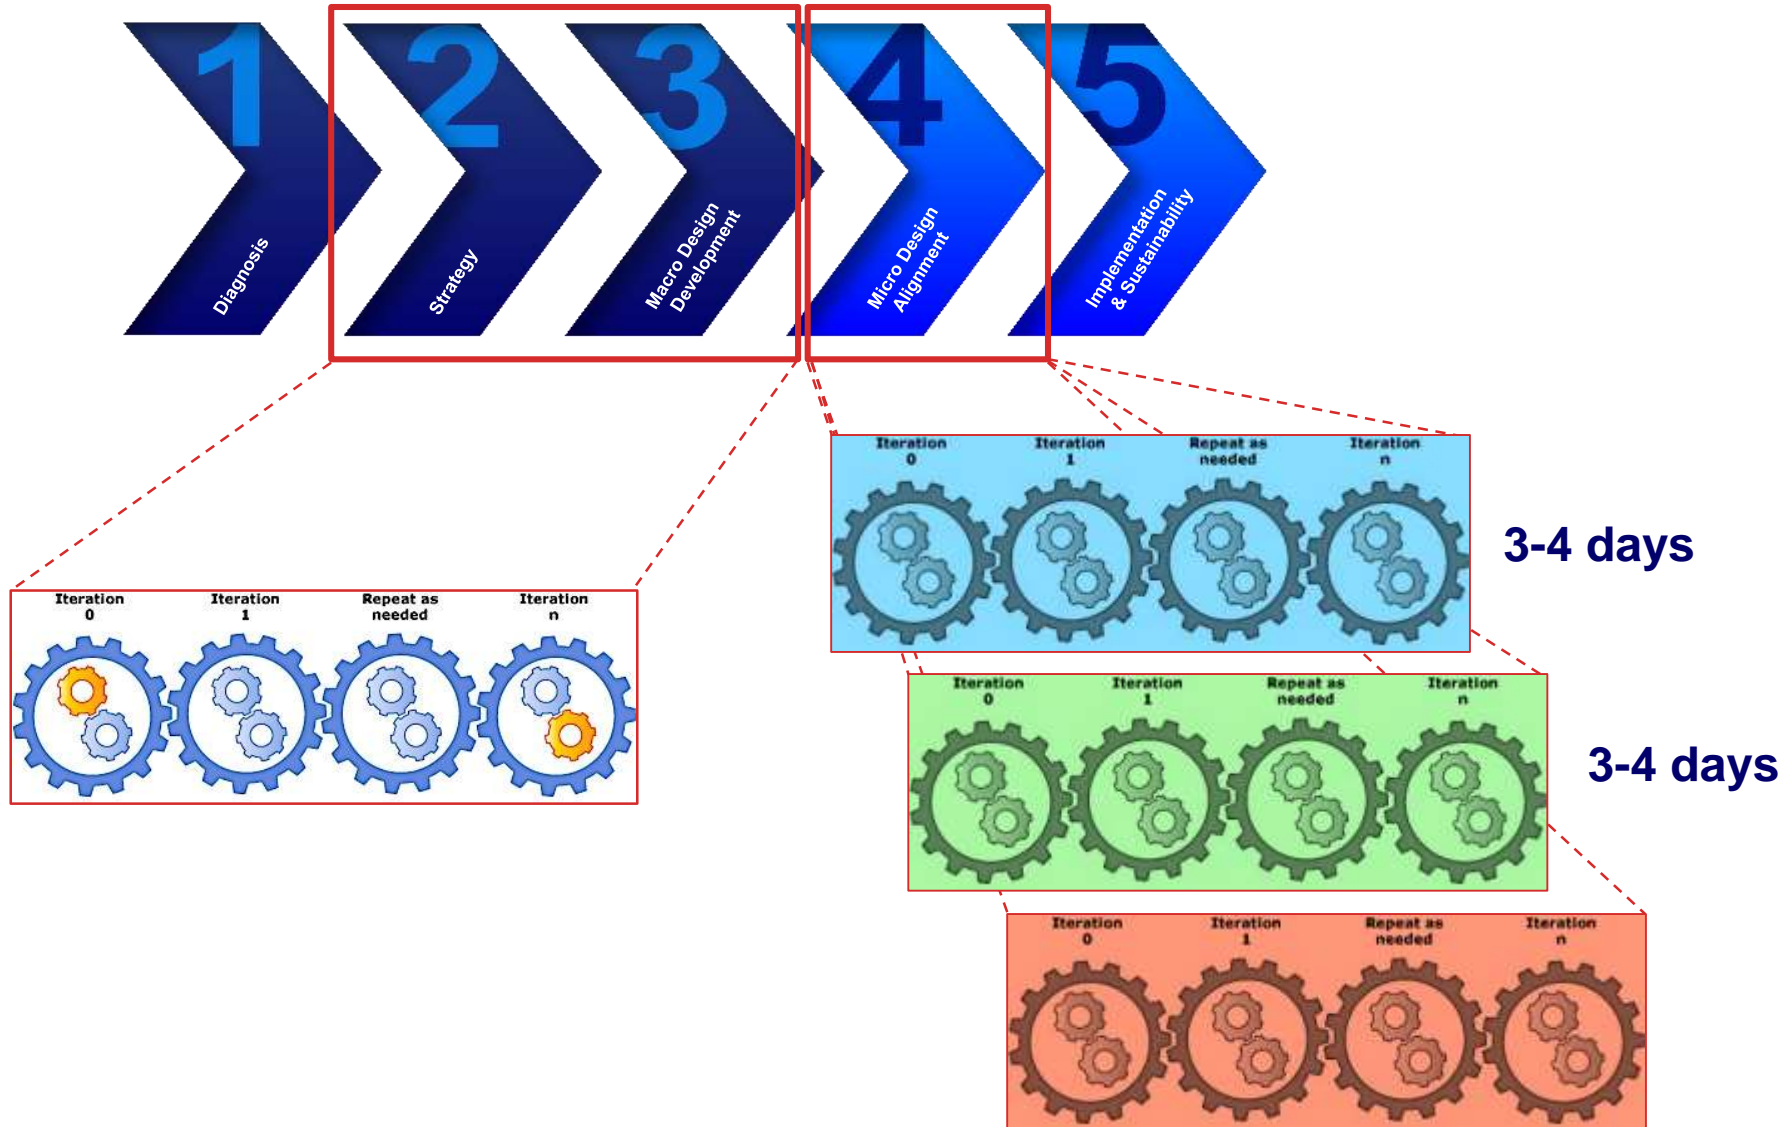 1
2
3
4
5
Diagnosis
Strategy
Macro Design
Development
Micro Design
Alignment
Implementation
& Sustainability
Iteration
0
Iteration
1
Repeat as
needed
Iteration
n
3-4 days
Iteration
0
Iteration
1
Repeat as
needed
Iteration
n
Iteration
0
Iteration
1
Repeat as
needed
Iteration
n
3-4 days
Iteration
0
Iteration
1
Repeat as
needed
Iteration
n